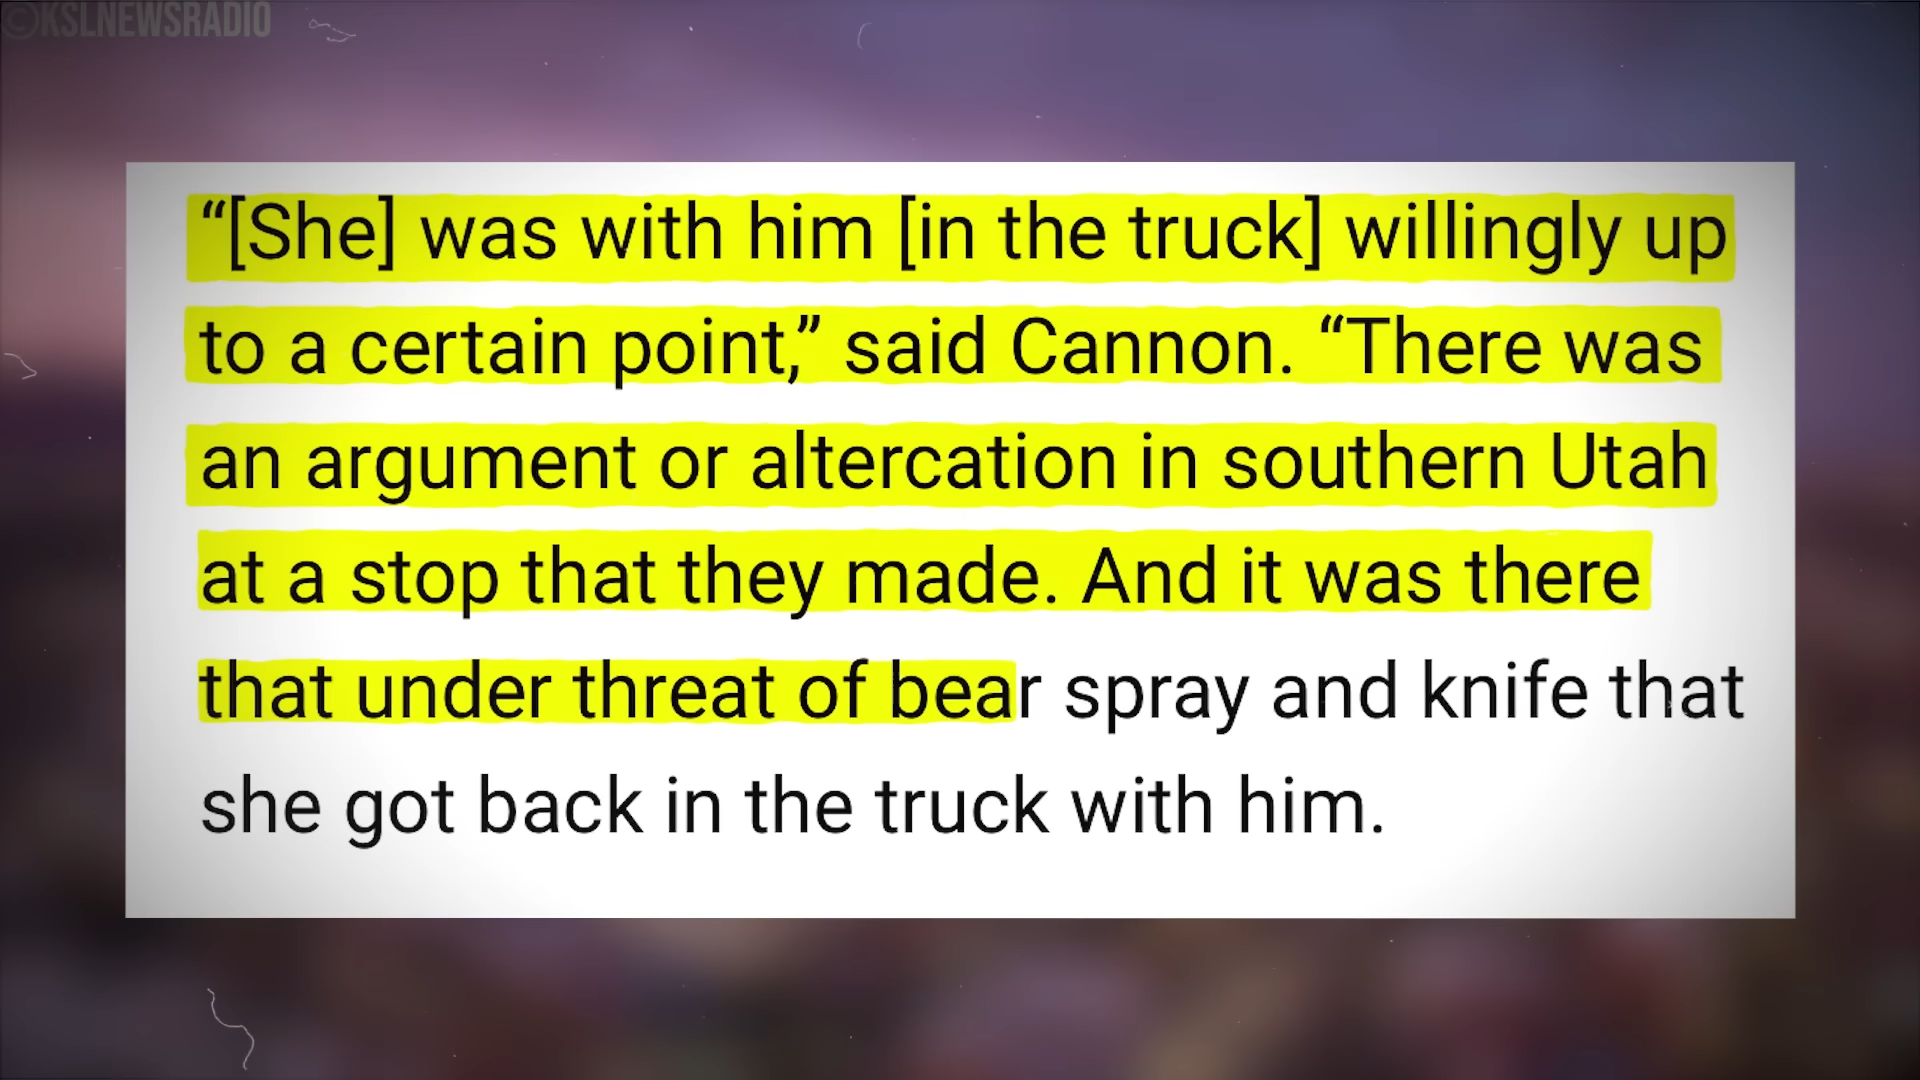 ©KSLNEWSRADIO
“[She] was with him [in the truck] willingly up
to a certain point,” said Cannon. “There was
an argument or altercation in southern Utah
at a stop that they made. And it was there
that under threat of bear spray and knife that
she got back in the truck with him.